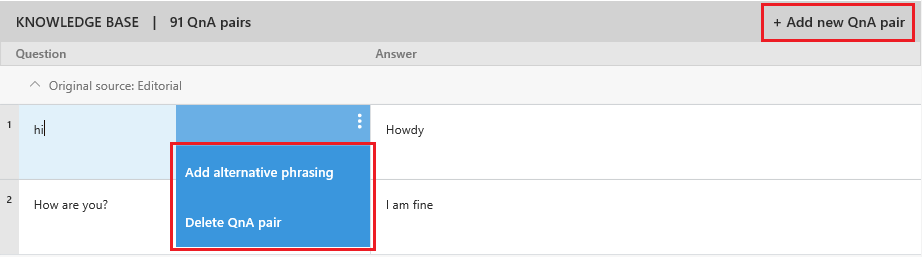 KNOWLEDGE BASE | 91 QnA pairs + Add new QnA pair
Question Answer
Original source: Editorial
1 hi Howdy
Add alternative phrasing
2 How are you? I am fine
Delete QnA pair